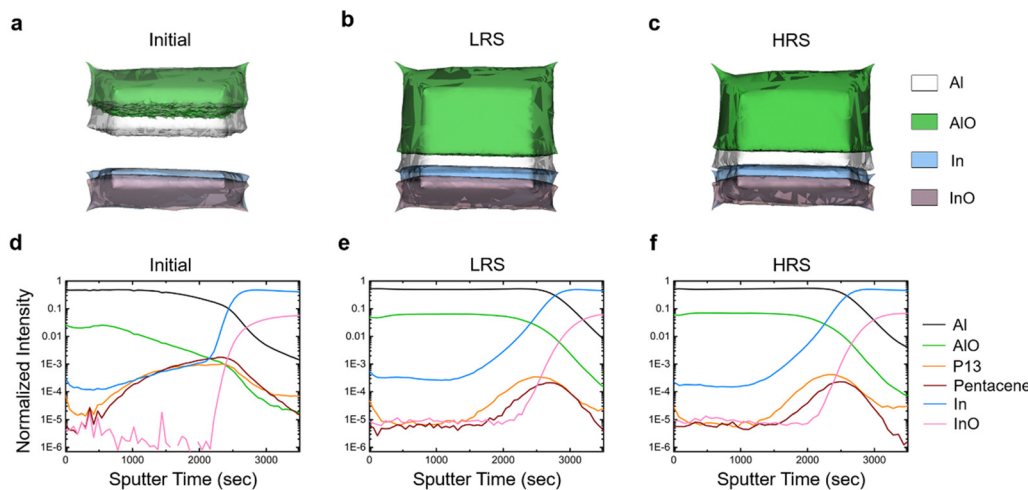 a
Initial
b
LRS
c
HRS
Al
AlO
In
InO
d
Initial
Normalized Intensity
1
0.1
0.01
1E-3
1E-4
1E-5
1E-6
0 1000 2000 3000
Sputter Time (sec)
e
LRS
1
0.1
0.01
1E-3
1E-4
1E-5
1E-6
0 1000 2000 3000
Sputter Time (sec)
f
HRS
1
0.1
0.01
1E-3
1E-4
1E-5
1E-6
0 1000 2000 3000
Sputter Time (sec)
Al
AlO
P13
Pentacene
In
InO